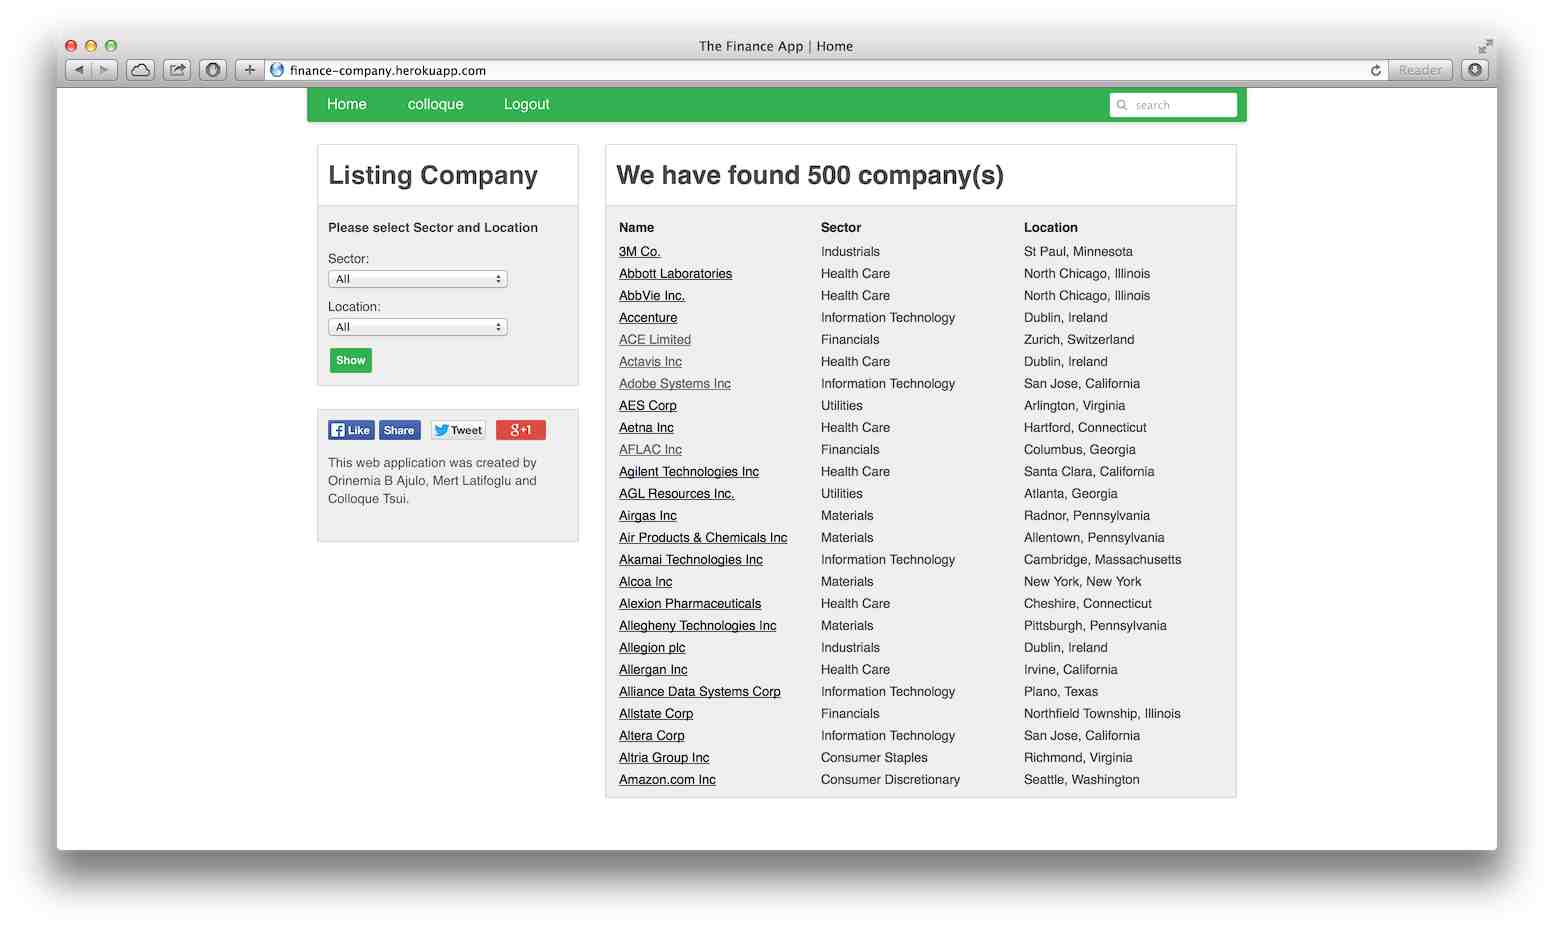 The Finance App | Home
finance-company.herokuapp.com
Reader
Home colloque Logout
search
Listing Company
Please select Sector and Location
Sector:
All
Location:
All
Show
Like Share Tweet g+1
This web application was created by
Orinemia B Ajulo, Mert Latifoglu and
Colloque Tsui.
We have found 500 company(s)
Name Sector Location
3M Co. Industrials St Paul, Minnesota
Abbott Laboratories Health Care North Chicago, Illinois
AbbVie Inc. Health Care North Chicago, Illinois
Accenture Information Technology Dublin, Ireland
ACE Limited Financials Zurich, Switzerland
Actavis Inc Health Care Dublin, Ireland
Adobe Systems Inc Information Technology San Jose, California
AES Corp Utilities Arlington, Virginia
Aetna Inc Health Care Hartford, Connecticut
AFLAC Inc Financials Columbus, Georgia
Agilent Technologies Inc Health Care Santa Clara, California
AGL Resources Inc. Utilities Atlanta, Georgia
Airgas Inc Materials Radnor, Pennsylvania
Air Products & Chemicals Inc Materials Allentown, Pennsylvania
Akamai Technologies Inc Information Technology Cambridge, Massachusetts
Alcoa Inc Materials New York, New York
Alexion Pharmaceuticals Health Care Cheshire, Connecticut
Allegheny Technologies Inc Materials Pittsburgh, Pennsylvania
Allegion plc Industrials Dublin, Ireland
Allergan Inc Health Care Irvine, California
Alliance Data Systems Corp Information Technology Plano, Texas
Allstate Corp Financials Northfield Township, Illinois
Altera Corp Information Technology San Jose, California
Altria Group Inc Consumer Staples Richmond, Virginia
Amazon.com Inc Consumer Discretionary Seattle, Washington